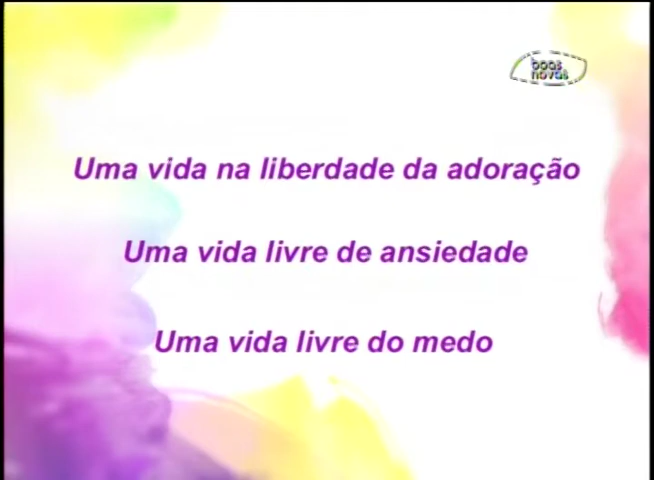 boas
novas
Uma vida na liberdade da adoração
Uma vida livre de ansiedade
Uma vida livre do medo